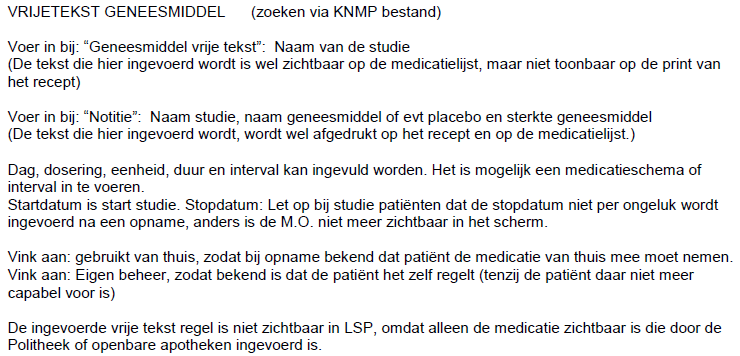 VRIJETEKST GENEESMIDDEL (zoeken via KNMP bestand)
Voer in bij: “Geneesmiddel vrije tekst”: Naam van de studie
(De tekst die hier ingevoerd wordt is wel zichtbaar op de medicatielijst, maar niet toonbaar op de print van
het recept)
Voer in bij: “Notitie”: Naam studie, naam geneesmiddel of evt placebo en sterkte geneesmiddel
(De tekst die hier ingevoerd wordt, wordt wel afgedrukt op het recept en op de medicatielijst.)
Dag, dosering, eenheid, duur en interval kan ingevuld worden. Het is mogelijk een medicatieschema of
interval in te voeren.
Startdatum is start studie. Stopdatum: Let op bij studie patiënten dat de stopdatum niet per ongeluk wordt
ingevoerd na een opname, anders is de M.O. niet meer zichtbaar in het scherm.
Vink aan: gebruikt van thuis, zodat bij opname bekend dat patiënt de medicatie van thuis mee moet nemen.
Vink aan: Eigen beheer, zodat bekend is dat de patiënt het zelf regelt (tenzij de patiënt daar niet meer
capabel voor is)
De ingevoerde vrije tekst regel is niet zichtbaar in LSP, omdat alleen de medicatie zichtbaar is die door de
Politheek of openbare apotheken ingevoerd is.